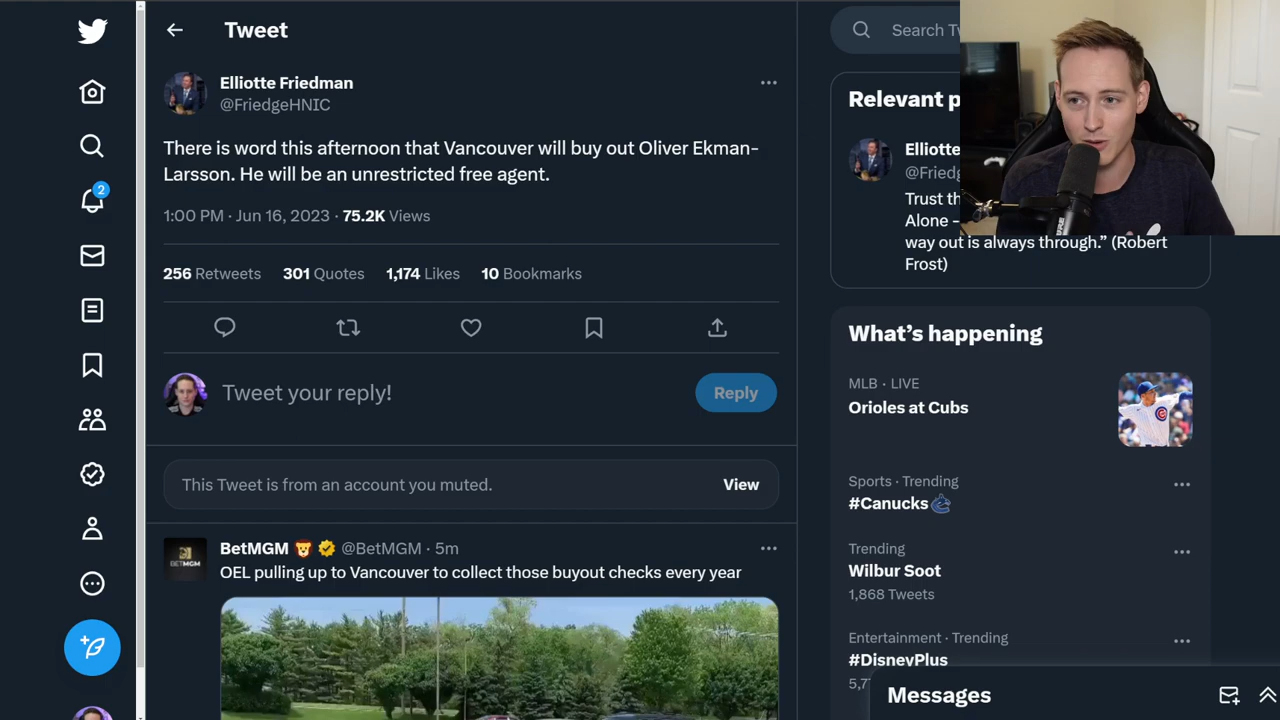 Tweet
Elliotte Friedman
@FriedgeHNIC
There is word this afternoon that Vancouver will buy out Oliver Ekman-
Larsson. He will be an unrestricted free agent.
1:00 PM · Jun 16, 2023 · 75.2K Views
256 Retweets 301 Quotes 1,174 Likes 10 Bookmarks
Tweet your reply!
Reply
This Tweet is from an account you muted.
View
BetMGM @BetMGM · 5m
OEL pulling up to Vancouver to collect those buyout checks every year
BETMGM
2
Search
Relevant
Elliotte
Trust
Alone –
way out is always through.” (Robert
Frost)
What’s happening
MLB · LIVE
Orioles at Cubs
Sports · Trending
#Canucks
Trending
Wilbur Soot
1,868 Tweets
Entertainment · Trending
#DisneyPlus
Messages